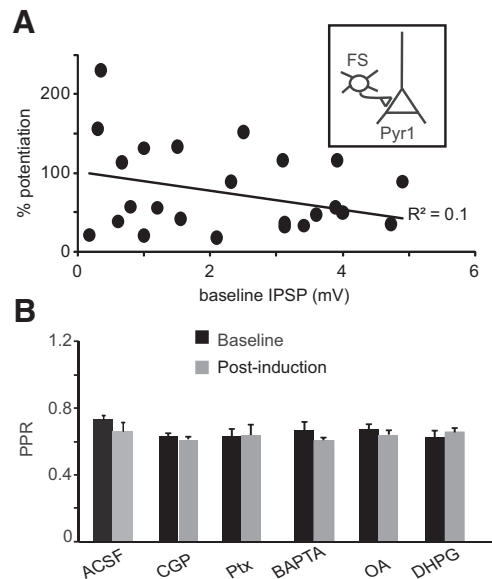 A
% potentiation
200
100
0
FS
Pyr1
R² = 0.1
0
2
4
6
baseline IPSP (mV)
B
Baseline
Post-induction
PPR
1.2
0.8
0.4
0
ACSF
CGP
Ptx
BAPTA
OA
DHPG